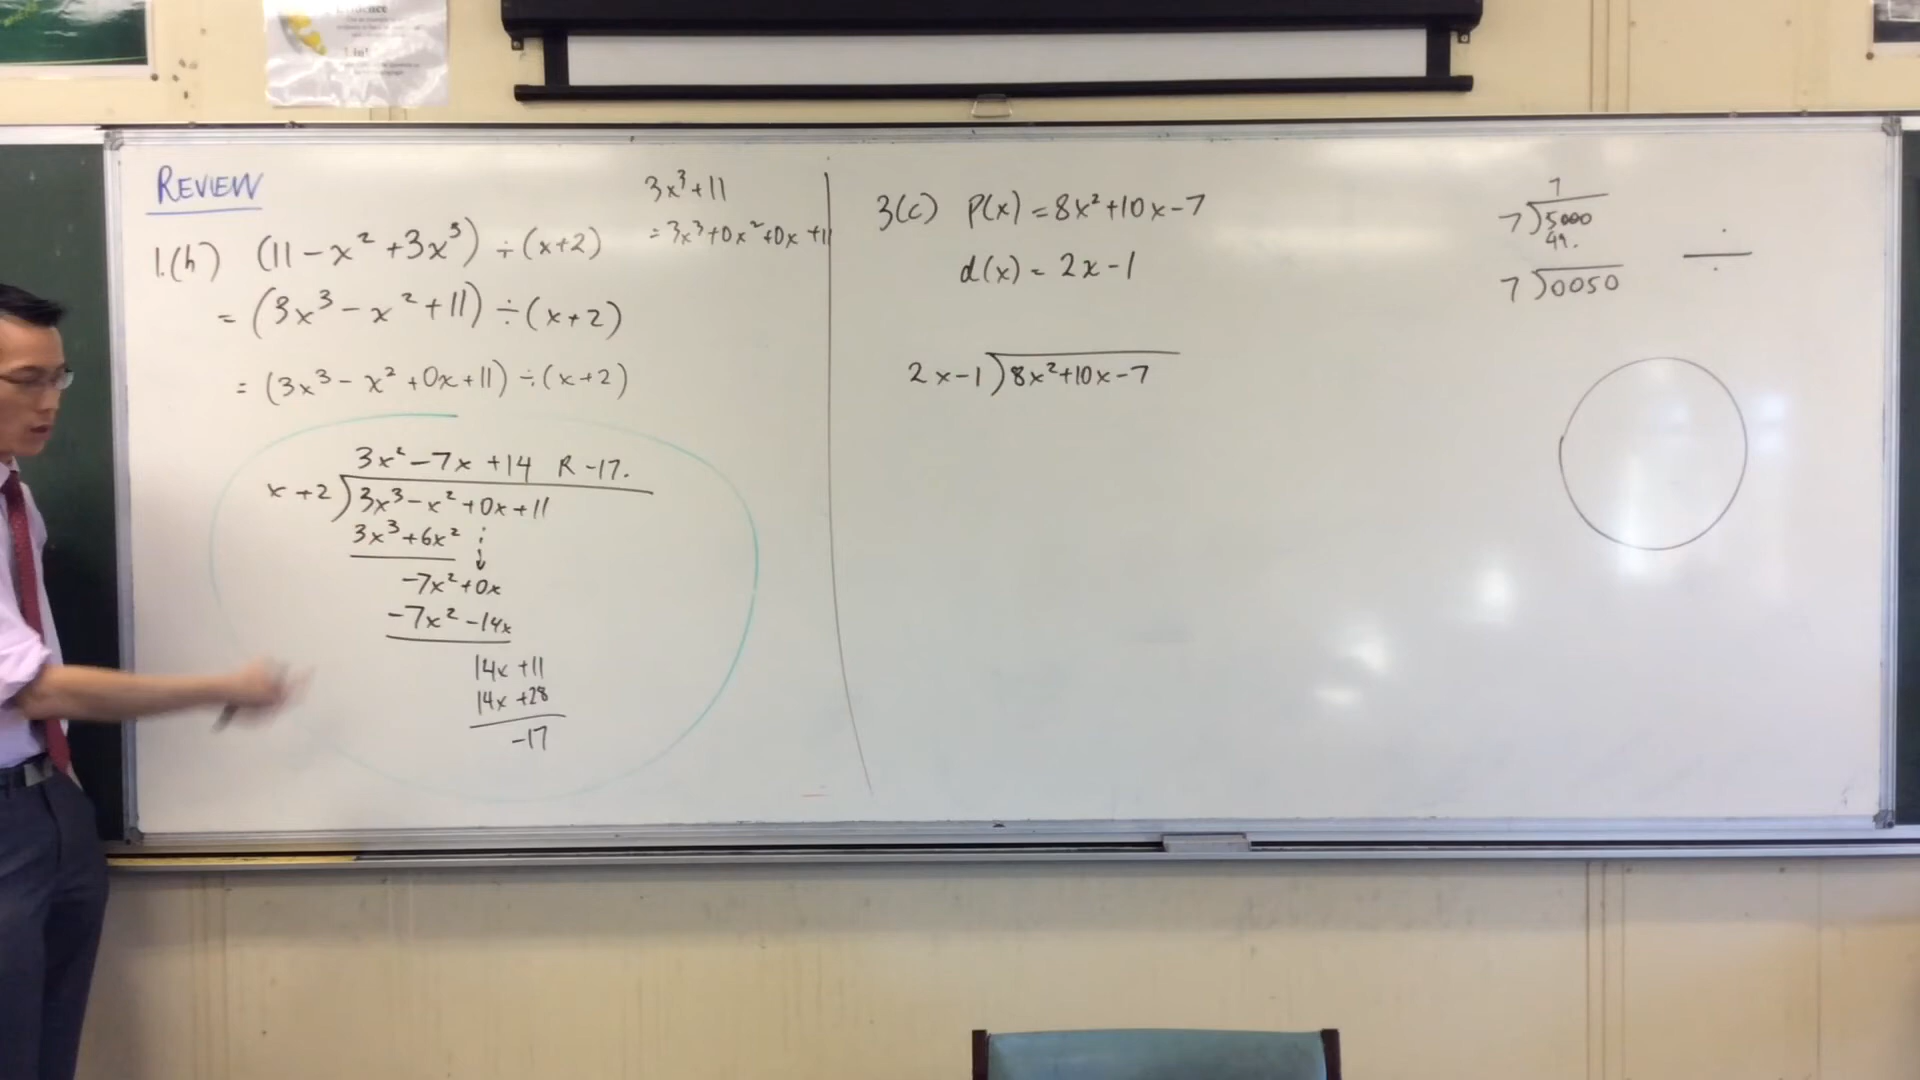 REVIEW
1.(h) (11 - x² + 3x³) ÷ (x+2)
= (3x³ - x² + 11) ÷ (x+2)
= (3x³ - x² + 0x + 11) ÷ (x+2)
3x² - 7x + 14 R -17.
x + 2 ) 3x³ - x² + 0x + 11
3x³ + 6x²
-7x² + 0x
-7x² - 14x
14x + 11
14x + 28
-17
3x³ + 11
= 3x³ + 0x² + 0x + 11
3(c) P(x) = 8x² + 10x - 7
d(x) = 2x - 1
2x - 1 ) 8x² + 10x - 7
7
7 ) 5000
49.
7 ) 0050
÷